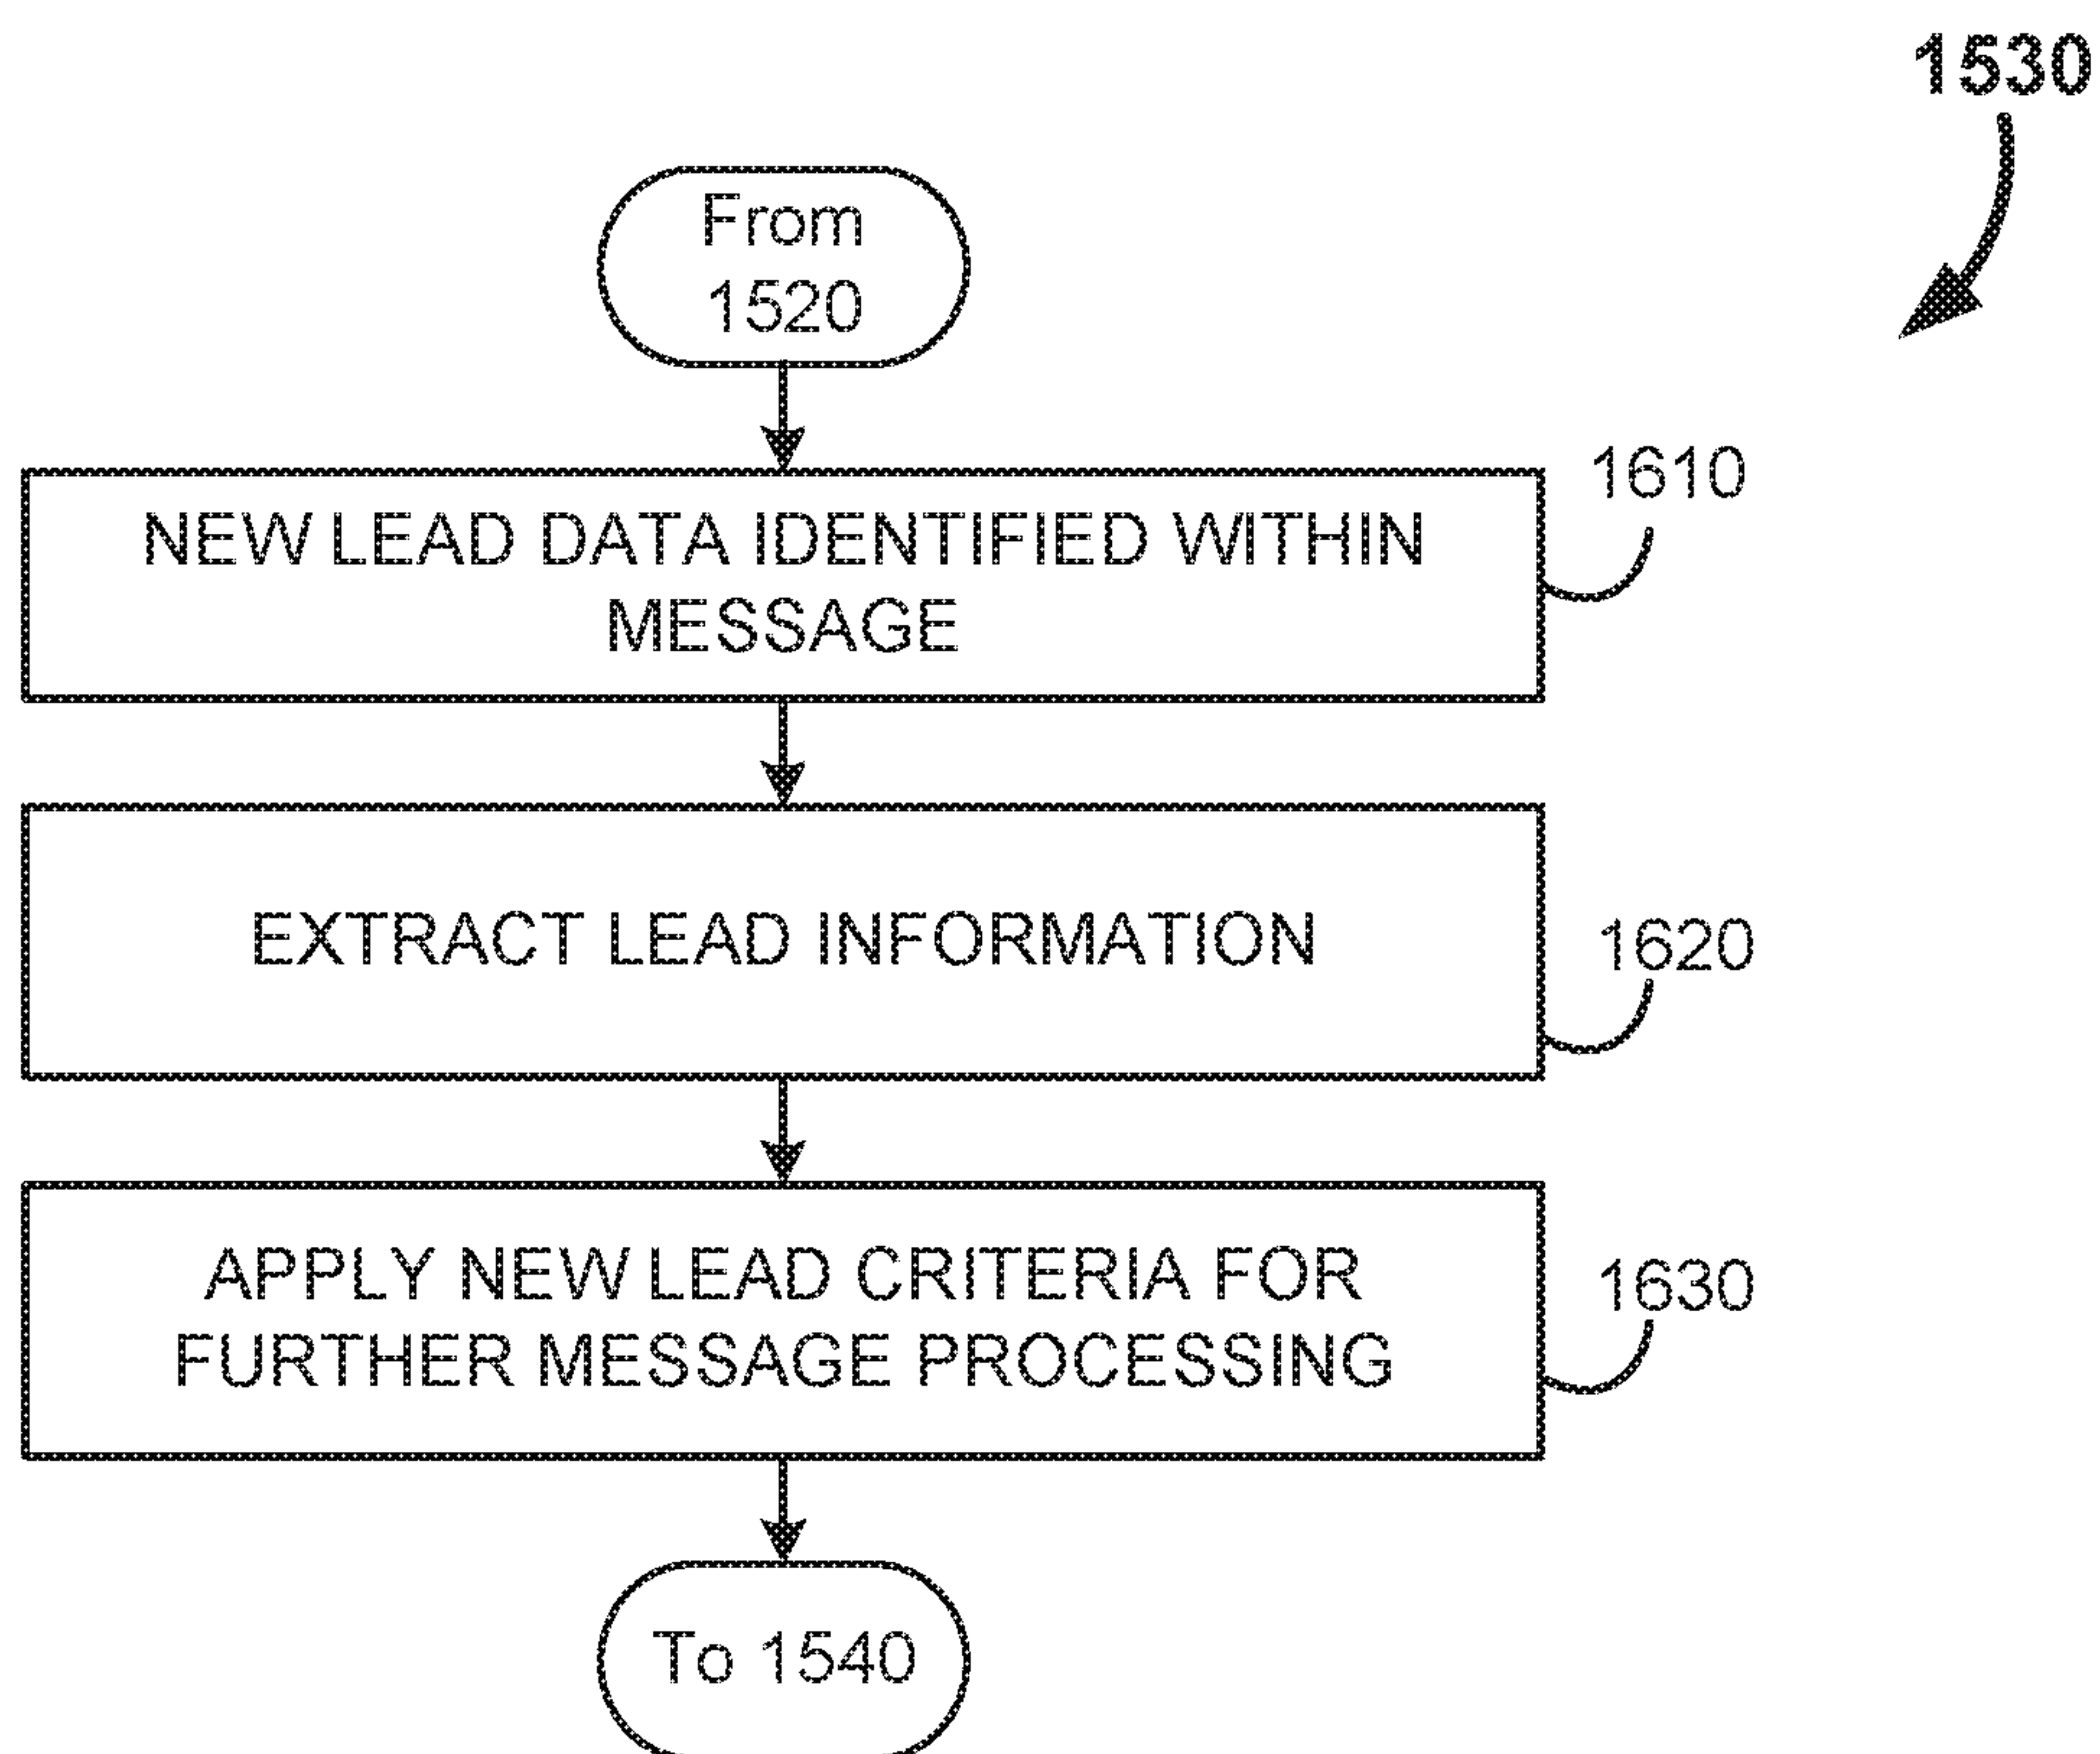 1530
From
1520
1610
NEW LEAD DATA IDENTIFIED WITHIN
MESSAGE
EXTRACT LEAD INFORMATION
1620
APPLY NEW LEAD CRITERIA FOR
1630
FURTHER MESSAGE PROCESSING
To 1540